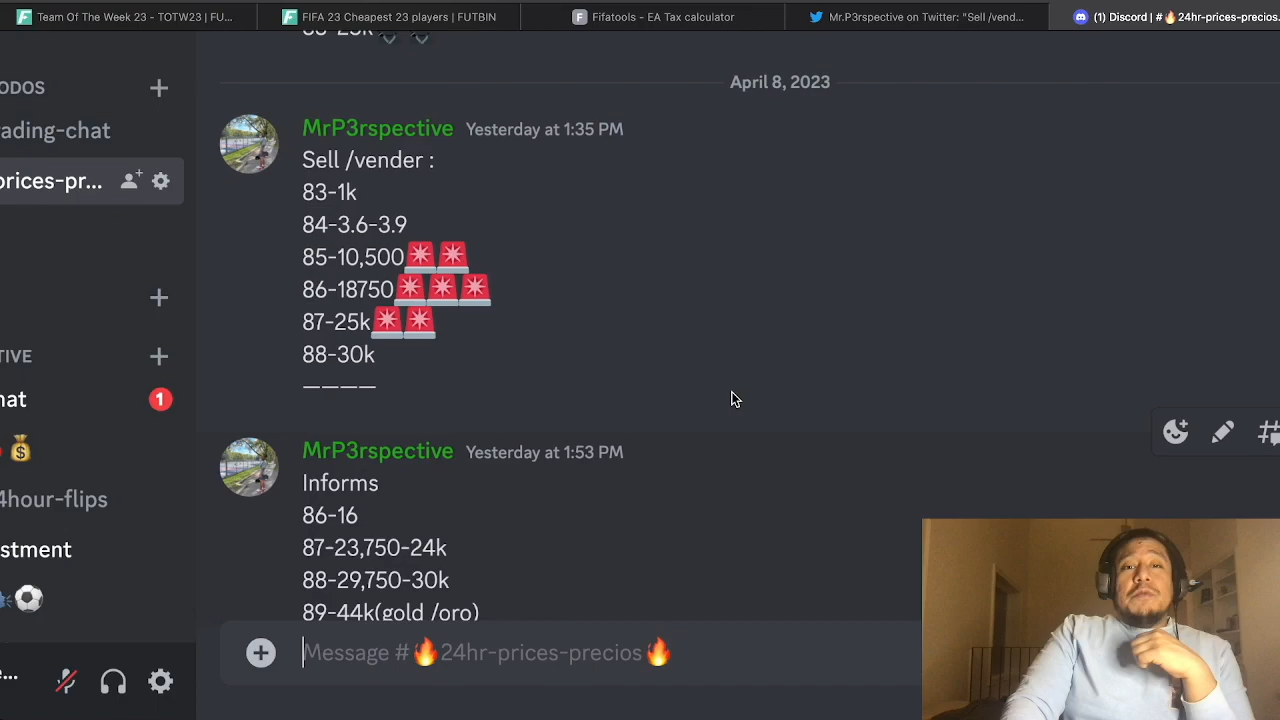 Team Of The Week 23 - TOTW23 | FU...
FIFA 23 Cheapest 23 players | FUTBIN
Fifatools - EA Tax calculator
Mr.P3rspective on Twitter: "Sell /vend...
(1) Discord | #🔥24hr-prices-precios
ODOS
ading-chat
prices-pr...
TIVE
hat
1
4hour-flips
stment
e...
April 8, 2023
MrP3rspective Yesterday at 1:35 PM
Sell /vender :
83-1k
84-3.6-3.9
85-10,500🚨🚨
86-18750🚨🚨🚨
87-25k🚨🚨
88-30k
————
MrP3rspective Yesterday at 1:53 PM
Informs
86-16
87-23,750-24k
88-29,750-30k
89-44k(gold /oro)
Message #🔥24hr-prices-precios🔥